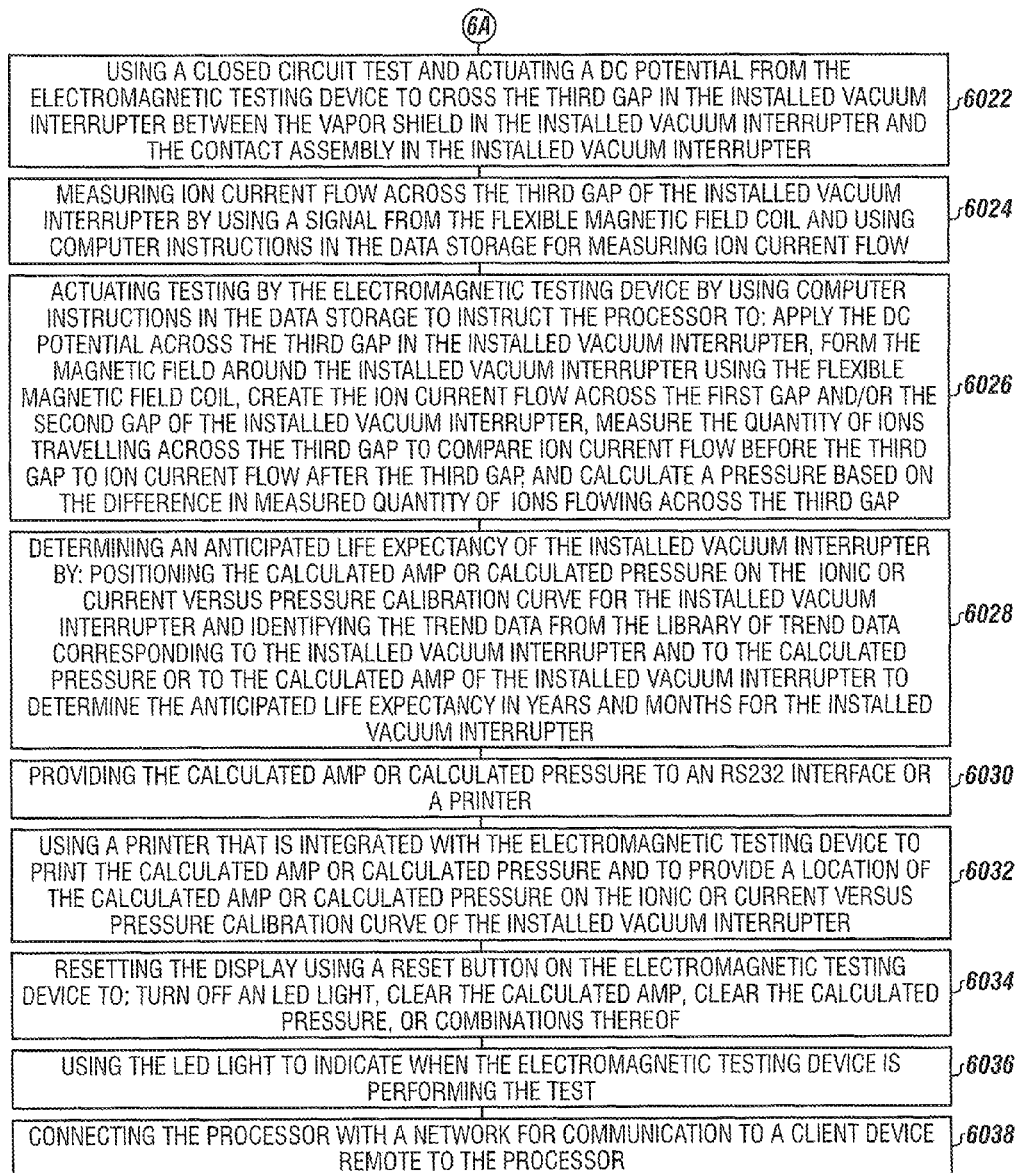 6A
USING A CLOSED CIRCUIT TEST AND ACTUATING A DC POTENTIAL FROM THE
ELECTROMAGNETIC TESTING DEVICE TO CROSS THE THIRD GAP IN THE INSTALLED VACUUM
INTERRUPTER BETWEEN THE VAPOR SHIELD IN THE INSTALLED VACUUM INTERRUPTER AND
THE CONTACT ASSEMBLY IN THE INSTALLED VACUUM INTERRUPTER
6022
MEASURING ION CURRENT FLOW ACROSS THE THIRD GAP OF THE INSTALLED VACUUM
INTERRUPTER BY USING A SIGNAL FROM THE FLEXIBLE MAGNETIC FIELD COIL AND USING
COMPUTER INSTRUCTIONS IN THE DATA STORAGE FOR MEASURING ION CURRENT FLOW
6024
ACTUATING TESTING BY THE ELECTROMAGNETIC TESTING DEVICE BY USING COMPUTER
INSTRUCTIONS IN THE DATA STORAGE TO INSTRUCT THE PROCESSOR TO: APPLY THE DC
POTENTIAL ACROSS THE THIRD GAP IN THE INSTALLED VACUUM INTERRUPTER, FORM THE
MAGNETIC FIELD AROUND THE INSTALLED VACUUM INTERRUPTER USING THE FLEXIBLE
MAGNETIC FIELD COIL, CREATE THE ION CURRENT FLOW ACROSS THE FIRST GAP AND/OR THE
SECOND GAP OF THE INSTALLED VACUUM INTERRUPTER, MEASURE THE QUANTITY OF IONS
TRAVELLING ACROSS THE THIRD GAP TO COMPARE ION CURRENT FLOW BEFORE THE THIRD
GAP TO ION CURRENT FLOW AFTER THE THIRD GAP, AND CALCULATE A PRESSURE BASED ON
THE DIFFERENCE IN MEASURED QUANTITY OF IONS FLOWING ACROSS THE THIRD GAP
6026
DETERMINING AN ANTICIPATED LIFE EXPECTANCY OF THE INSTALLED VACUUM INTERRUPTER
BY: POSITIONING THE CALCULATED AMP OR CALCULATED PRESSURE ON THE IONIC OR
CURRENT VERSUS PRESSURE CALIBRATION CURVE FOR THE INSTALLED VACUUM
INTERRUPTER AND IDENTIFYING THE TREND DATA FROM THE LIBRARY OF TREND DATA
CORRESPONDING TO THE INSTALLED VACUUM INTERRUPTER AND TO THE CALCULATED
PRESSURE OR TO THE CALCULATED AMP OF THE INSTALLED VACUUM INTERRUPTER TO
DETERMINE THE ANTICIPATED LIFE EXPECTANCY IN YEARS AND MONTHS FOR THE INSTALLED
VACUUM INTERRUPTER
6028
PROVIDING THE CALCULATED AMP OR CALCULATED PRESSURE TO AN RS232 INTERFACE OR
A PRINTER
6030
USING A PRINTER THAT IS INTEGRATED WITH THE ELECTROMAGNETIC TESTING DEVICE TO
PRINT THE CALCULATED AMP OR CALCULATED PRESSURE AND TO PROVIDE A LOCATION OF
THE CALCULATED AMP OR CALCULATED PRESSURE ON THE IONIC OR CURRENT VERSUS
PRESSURE CALIBRATION CURVE OF THE INSTALLED VACUUM INTERRUPTER
6032
RESETTING THE DISPLAY USING A RESET BUTTON ON THE ELECTROMAGNETIC TESTING
DEVICE TO: TURN OFF AN LED LIGHT, CLEAR THE CALCULATED AMP, CLEAR THE CALCULATED
PRESSURE, OR COMBINATIONS THEREOF
6034
USING THE LED LIGHT TO INDICATE WHEN THE ELECTROMAGNETIC TESTING DEVICE IS
PERFORMING THE TEST
6036
CONNECTING THE PROCESSOR WITH A NETWORK FOR COMMUNICATION TO A CLIENT DEVICE
REMOTE TO THE PROCESSOR
6038